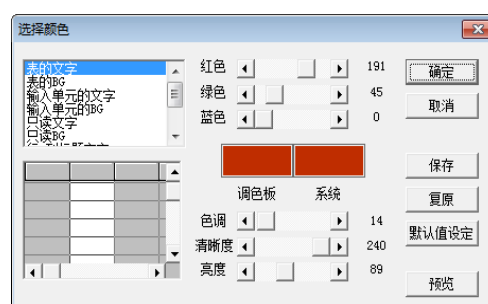 选择颜色
表的文字
表的BG
输入单元的文字
输入单元的BG
只读文字
只读BG
红色 191
绿色 45
蓝色 0
调色板 系统
色调 14
清晰度 240
亮度 89
确定
取消
保存
复原
默认值设定
预览